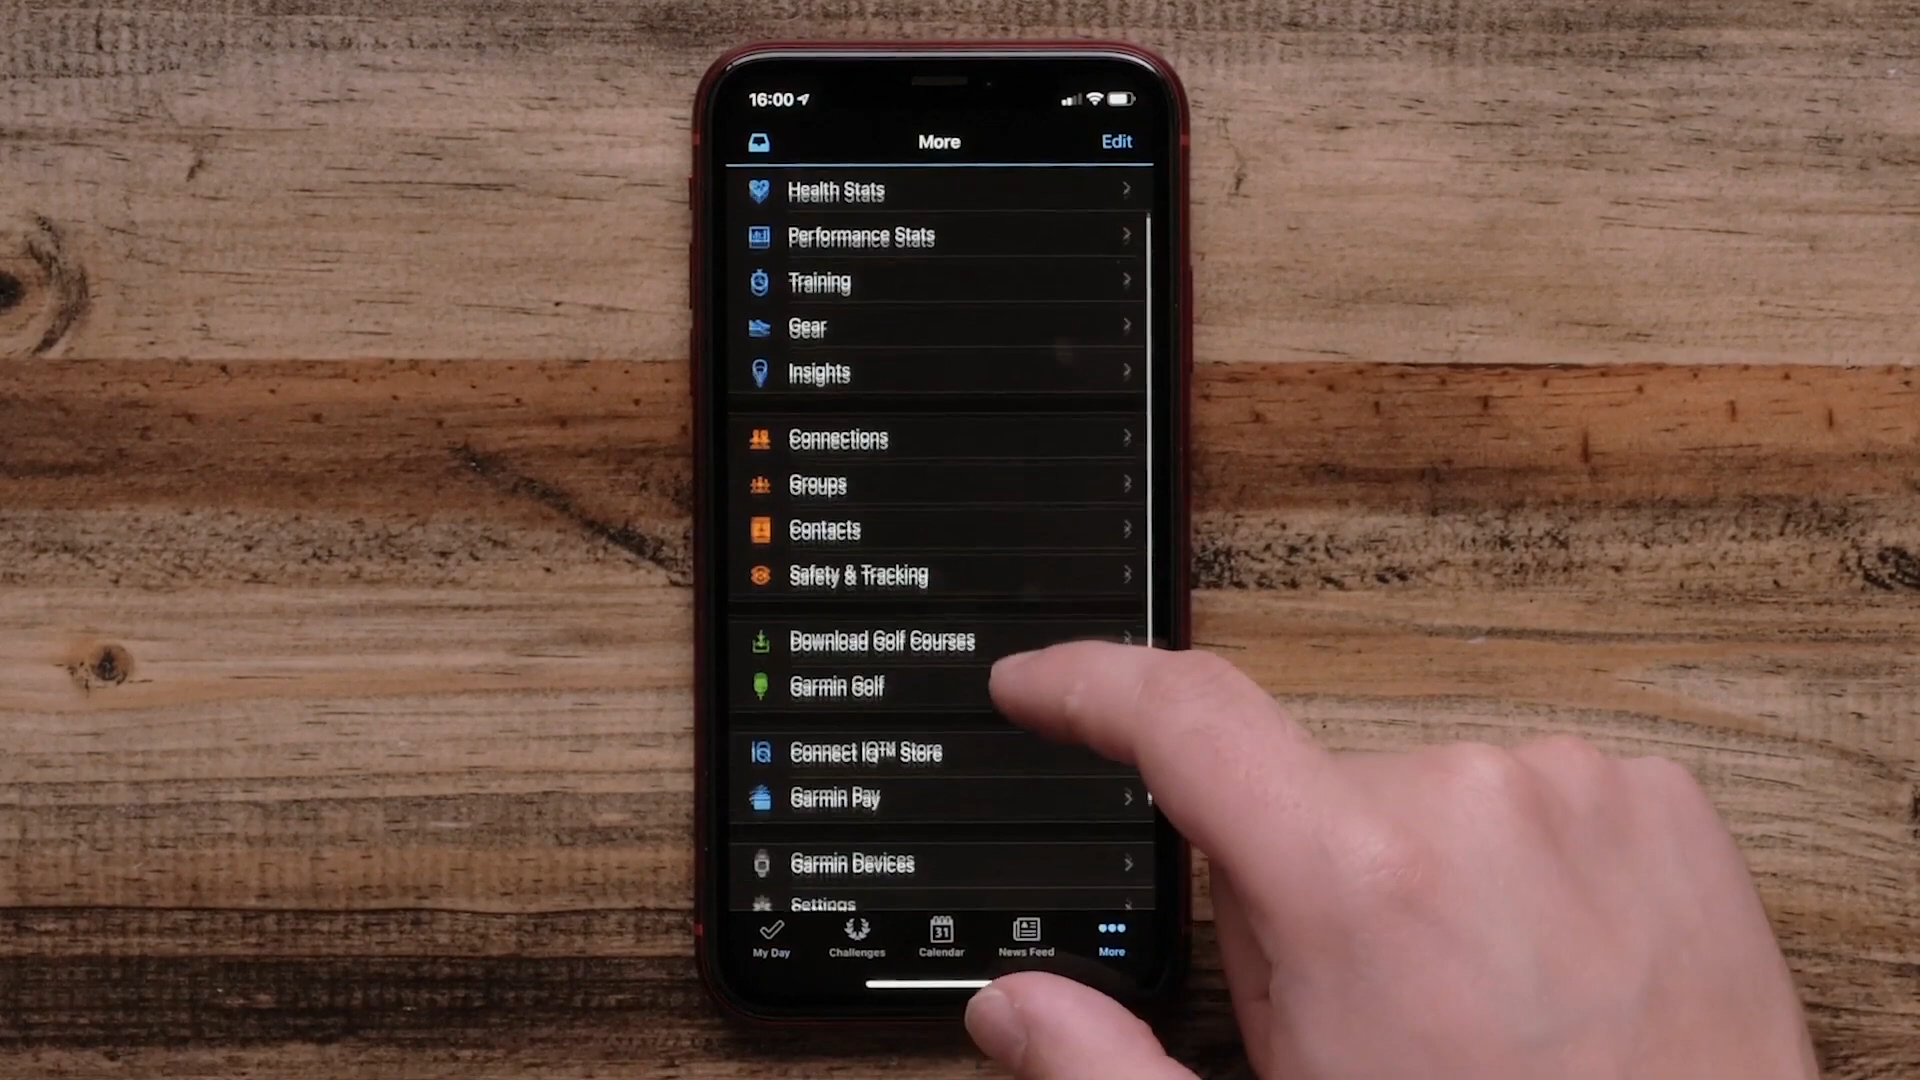 16:00
More
Edit
Health Stats
Performance Stats
Training
Gear
Insights
Connections
Groups
Contacts
Safety & Tracking
Download Golf Courses
Garmin Golf
IQ
Connect IQ™ Store
Garmin Pay
Garmin Devices
Settings
31
My Day
Challenges
Calendar
News Feed
More